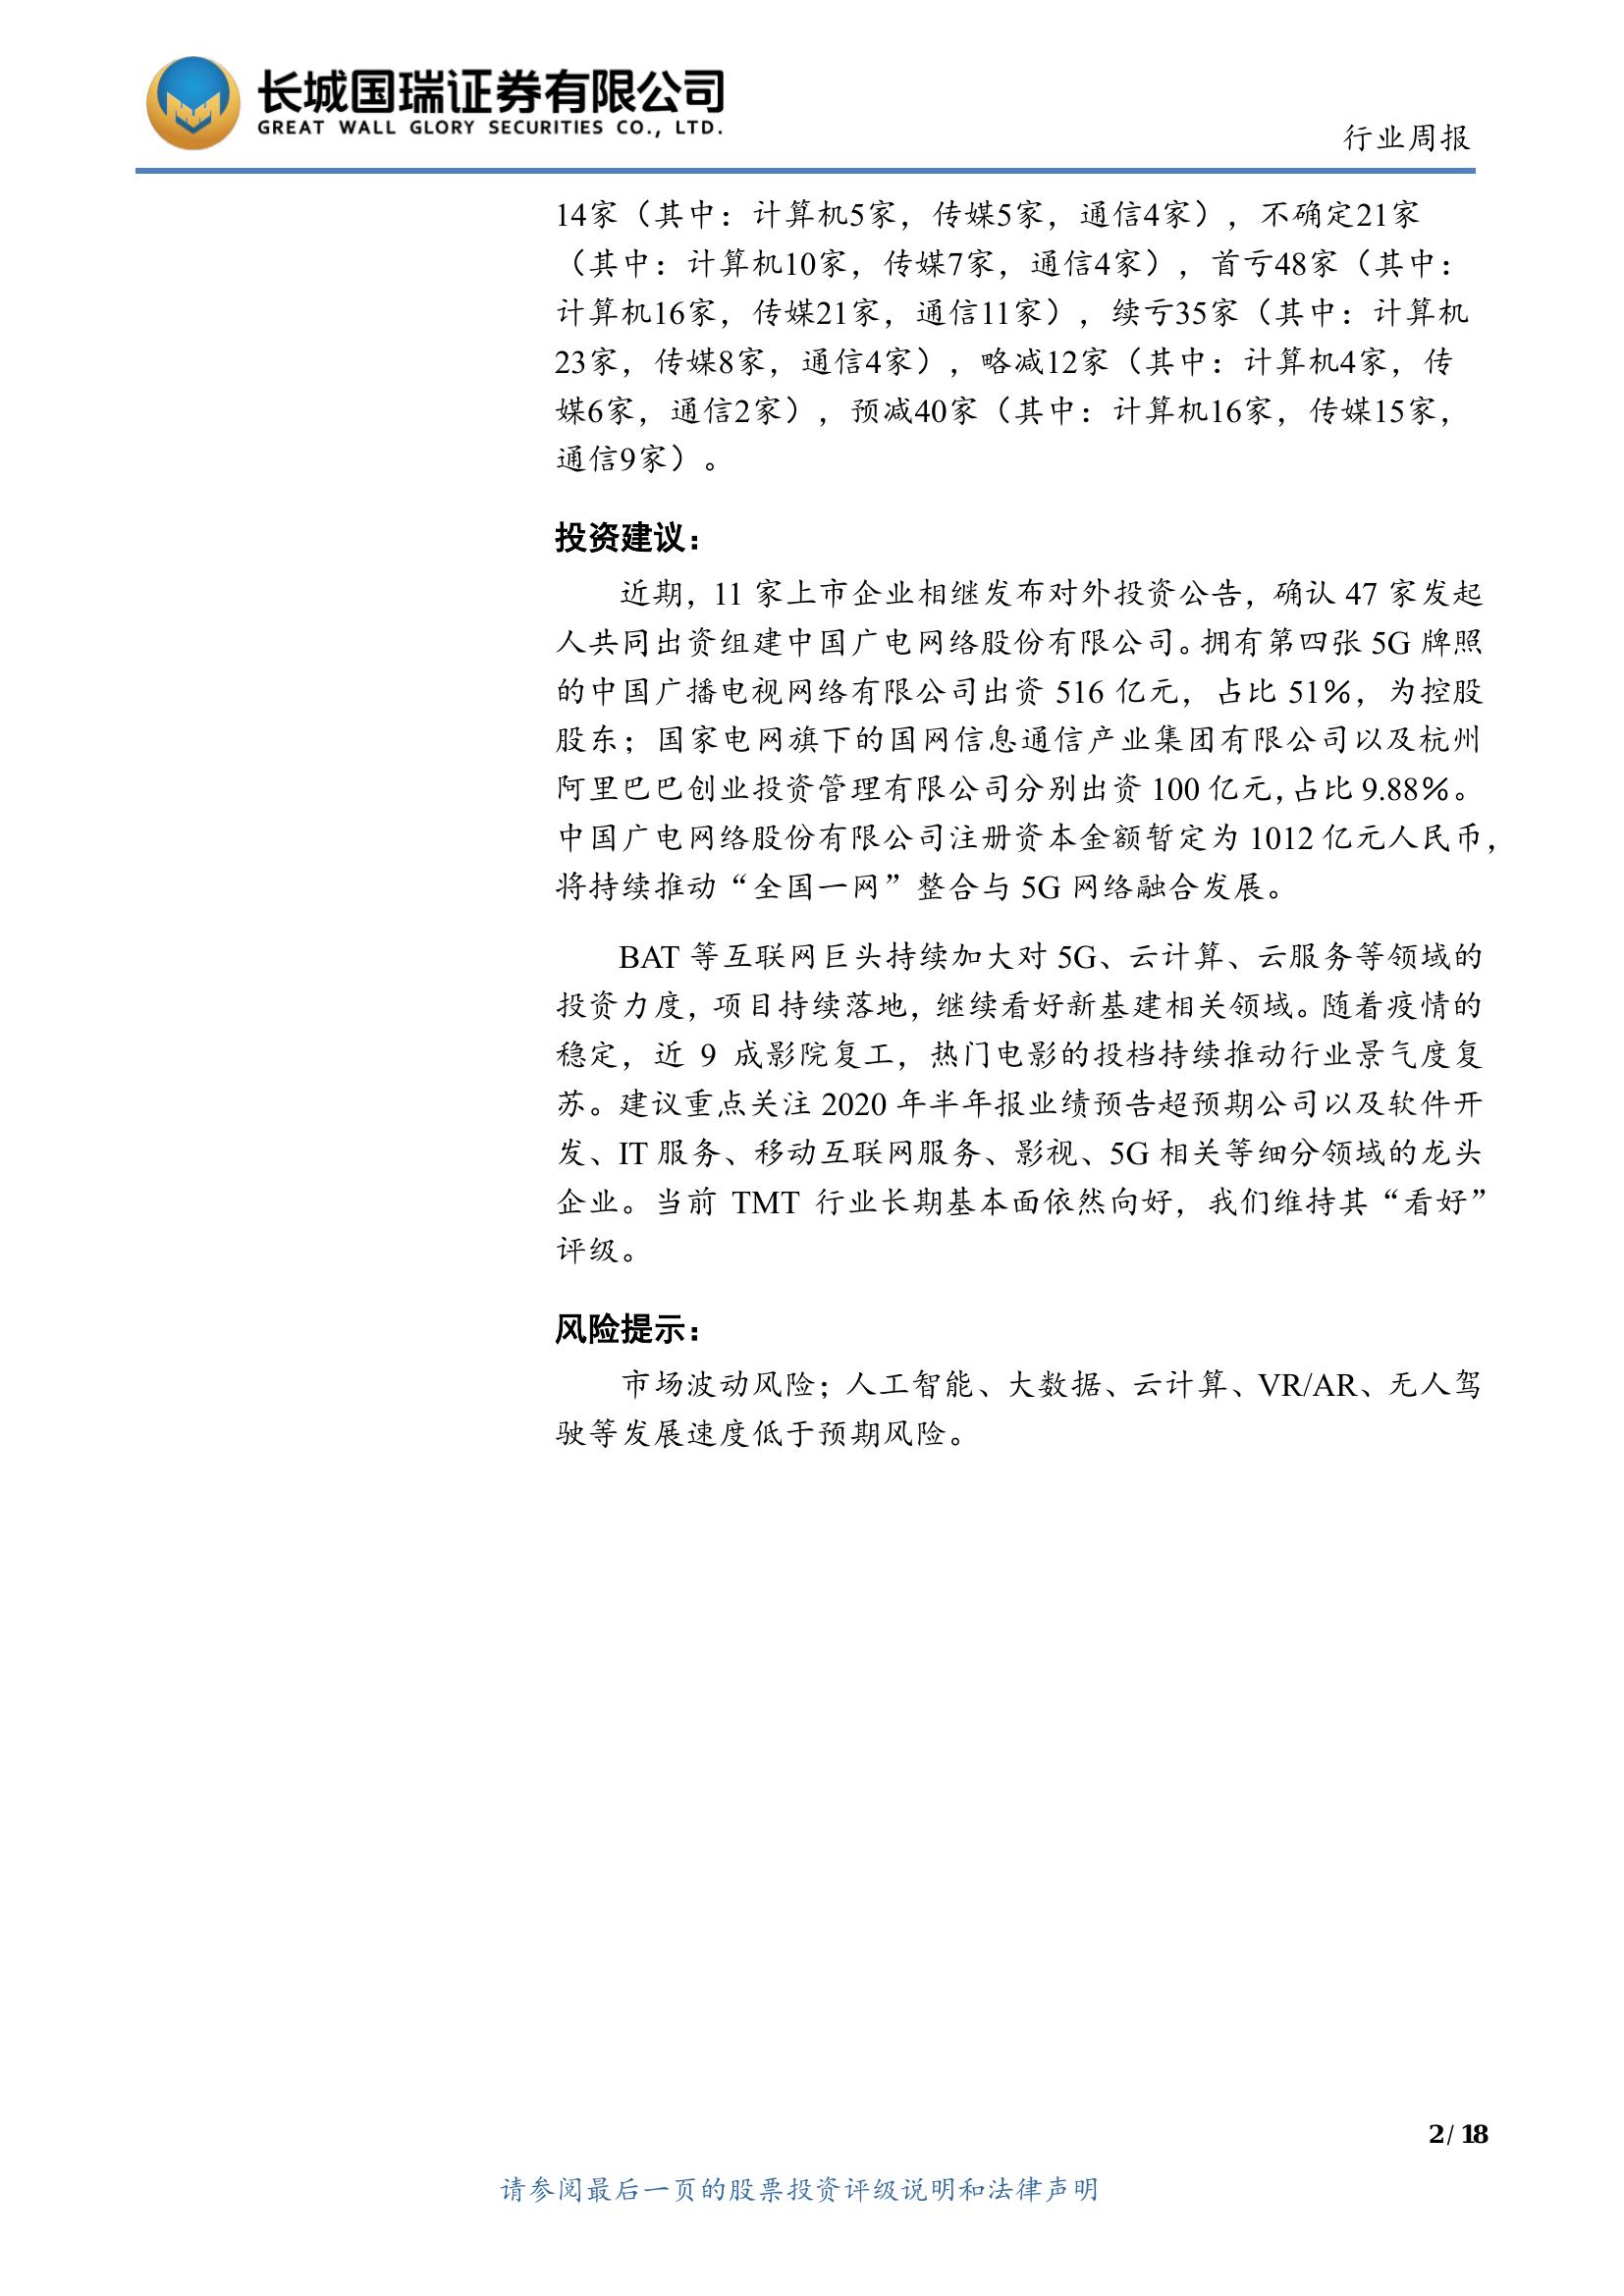 长城国瑞证券有限公司
GREAT WALL GLORY SECURITIES CO., LTD.
行业周报
14家（其中：计算机5家，传媒5家，通信4家），不确定21家
（其中：计算机10家，传媒7家，通信4家），首亏48家（其中：
计算机16家，传媒21家，通信11家），续亏35家（其中：计算机
23家，传媒8家，通信4家），略减12家（其中：计算机4家，传
媒6家，通信2家），预减40家（其中：计算机16家，传媒15家，
通信9家）。
投资建议：
近期，11 家上市企业相继发布对外投资公告，确认 47 家发起
人共同出资组建中国广电网络股份有限公司。拥有第四张 5G 牌照
的中国广播电视网络有限公司出资 516 亿元，占比 51%，为控股
股东；国家电网旗下的国网信息通信产业集团有限公司以及杭州
阿里巴巴创业投资管理有限公司分别出资 100 亿元，占比 9.88%。
中国广电网络股份有限公司注册资本金额暂定为 1012 亿元人民币，
将持续推动“全国一网”整合与 5G 网络融合发展。
BAT 等互联网巨头持续加大对 5G、云计算、云服务等领域的
投资力度，项目持续落地，继续看好新基建相关领域。随着疫情的
稳定，近 9 成影院复工，热门电影的投档持续推动行业景气度复
苏。建议重点关注 2020 年半年报业绩预告超预期公司以及软件开
发、IT 服务、移动互联网服务、影视、5G 相关等细分领域的龙头
企业。当前 TMT 行业长期基本面依然向好，我们维持其“看好”
评级。
风险提示：
市场波动风险；人工智能、大数据、云计算、VR/AR、无人驾
驶等发展速度低于预期风险。
2 / 18
请参阅最后一页的股票投资评级说明和法律声明